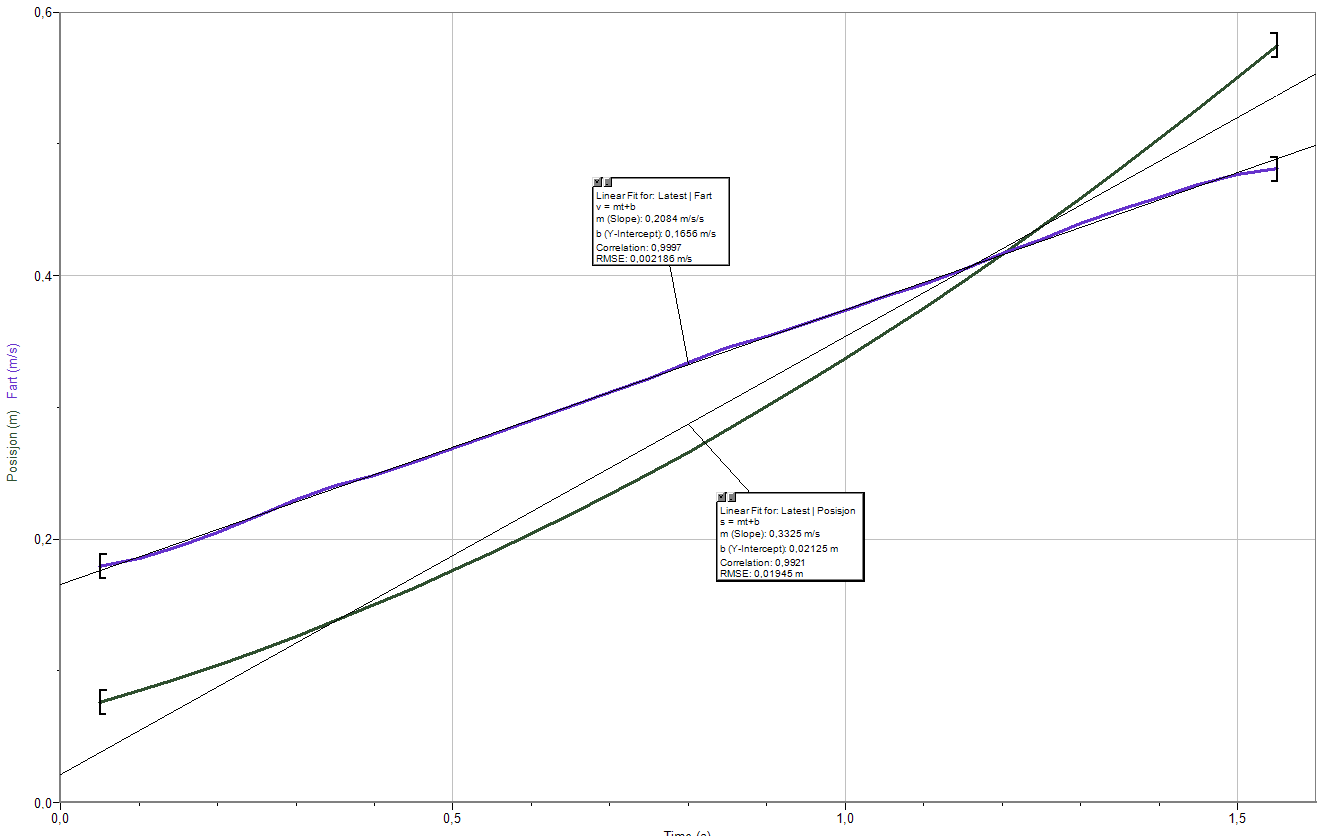 0,6
0,4
0,2
0,0
Posisjon (m) Fart (m/s)
Linear Fit for: Latest | Fart
v = mt+b
m (Slope): 0,2084 m/s/s
b (Y-Intercept): 0,1656 m/s
Correlation: 0,9997
RMSE: 0,002186 m/s
Linear Fit for: Latest | Posisjon
s = mt+b
m (Slope): 0,3325 m/s
b (Y-Intercept): 0,02125 m
Correlation: 0,9921
RMSE: 0,01945 m
0,0 0,5 1,0 1,5
Time (s)